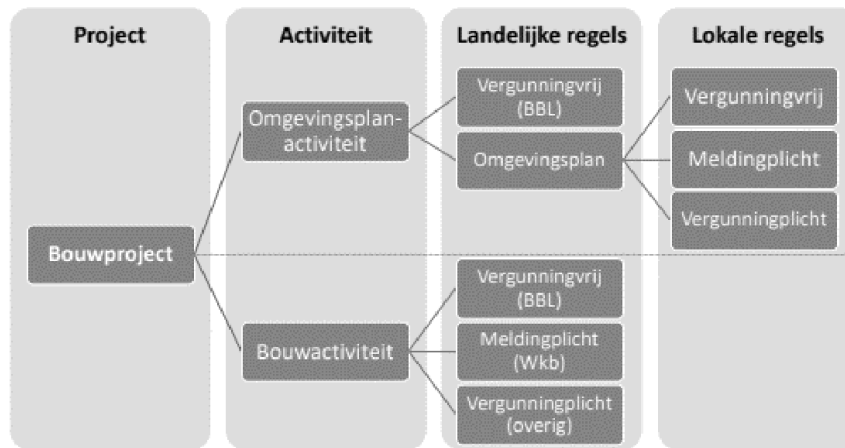 Project
Activiteit
Landelijke regels
Lokale regels
Bouwproject
Omgevingsplan-
activiteit
Bouwactiviteit
Vergunningvrij
(BBL)
Omgevingsplan
Vergunningvrij
(BBL)
Meldingplicht
(Wkb)
Vergunningplicht
(overig)
Vergunningvrij
Meldingplicht
Vergunningplicht